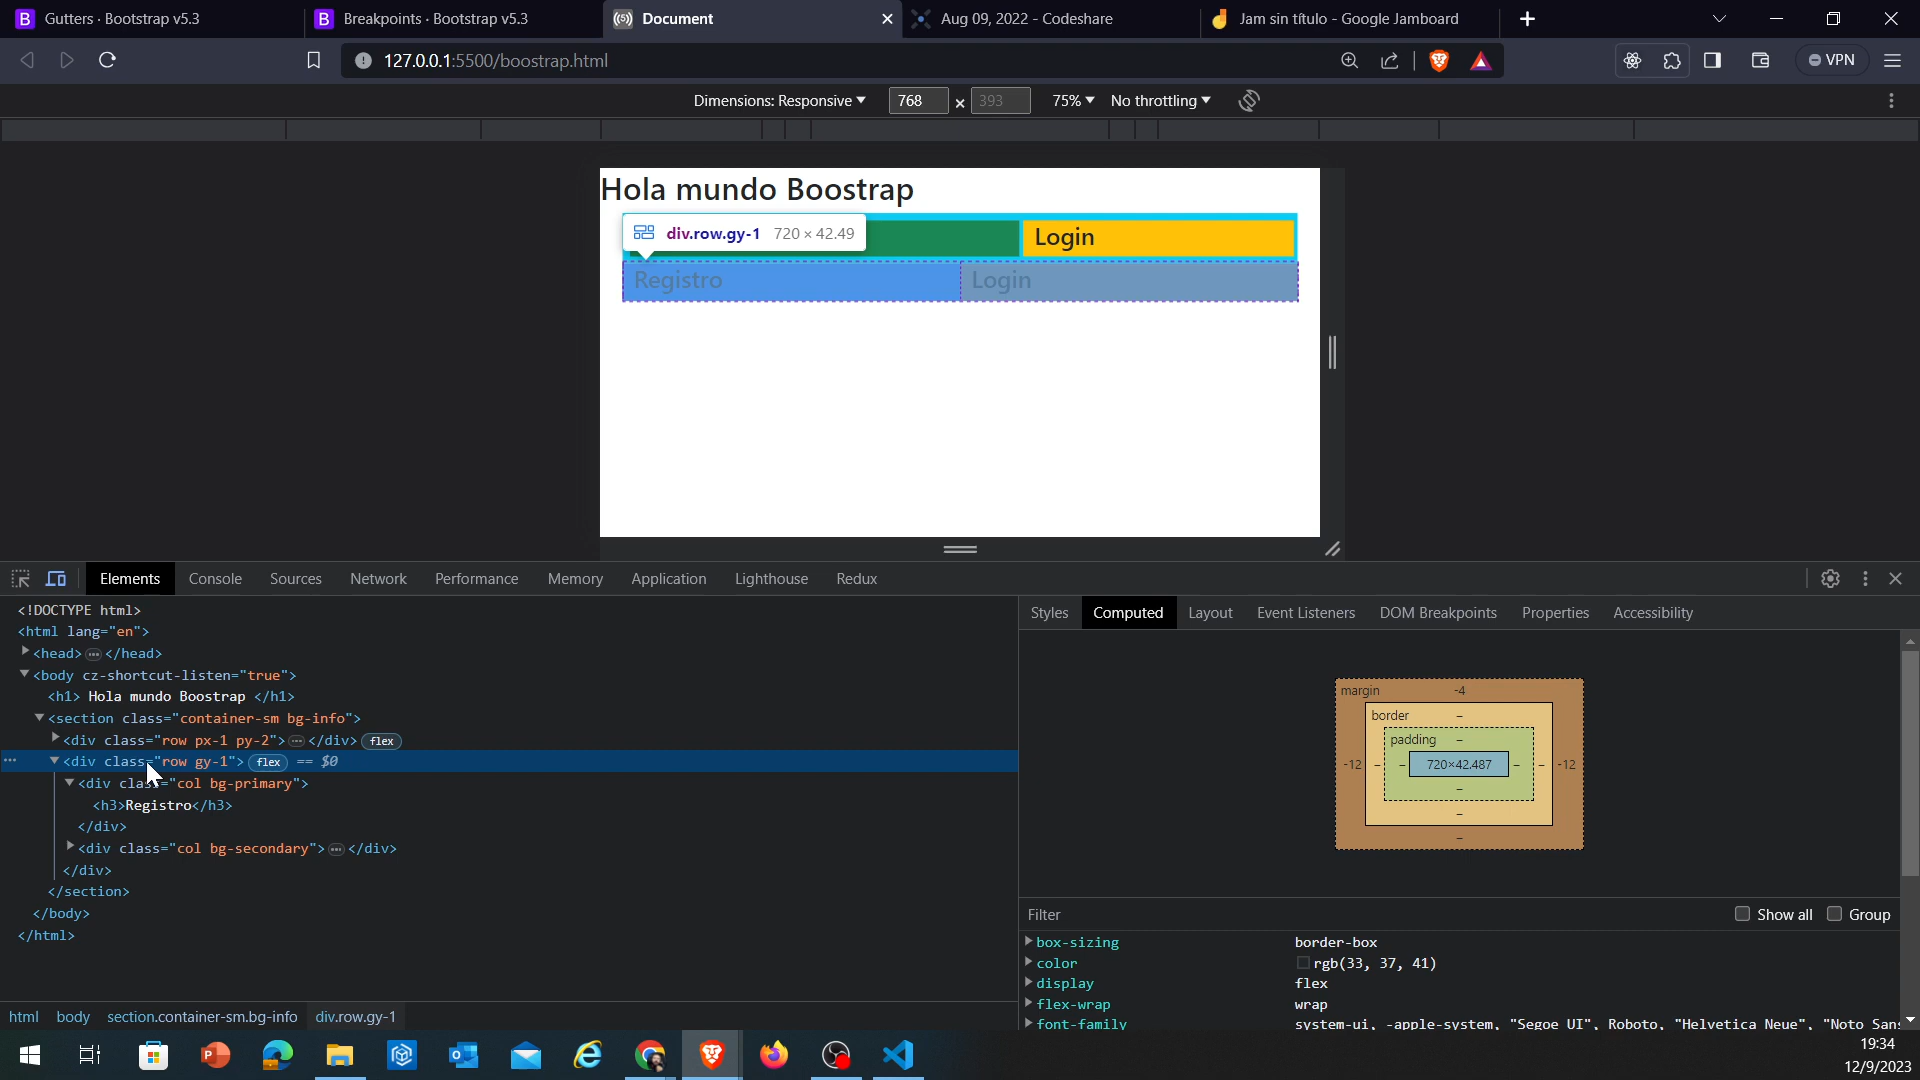 Gutters · Bootstrap v5.3
Breakpoints · Bootstrap v5.3
Document
Aug 09, 2022 - Codeshare
Jam sin título - Google Jamboard
127.0.0.1:5500/boostrap.html
VPN
Dimensions: Responsive
768 × 393
75%
No throttling
Hola mundo Boostrap
div.row.gy-1 720 × 42.49
Login
Registro
Login
Elements
Console
Sources
Network
Performance
Memory
Application
Lighthouse
Redux
<!DOCTYPE html>
<html lang="en">
<head> ⋯ </head>
<body cz-shortcut-listen="true">
<h1> Hola mundo Boostrap </h1>
<section class="container-sm bg-info">
<div class="row px-1 py-2"> ⋯ </div> flex
<div class="row gy-1"> flex == $0
<div class="col bg-primary">
<h3>Registro</h3>
</div>
<div class="col bg-secondary"> ⋯ </div>
</div>
</section>
</body>
</html>
html body section.container-sm.bg-info div.row.gy-1
Styles
Computed
Layout
Event Listeners
DOM Breakpoints
Properties
Accessibility
margin -4
border –
padding –
-12 – – 720×42.487 – – -12
–
–
–
Filter
Show all
Group
box-sizing border-box
color rgb(33, 37, 41)
display flex
flex-wrap wrap
font-family system-ui, -apple-system, "Segoe UI", Roboto, "Helvetica Neue", "Noto San
19:34
12/9/2023